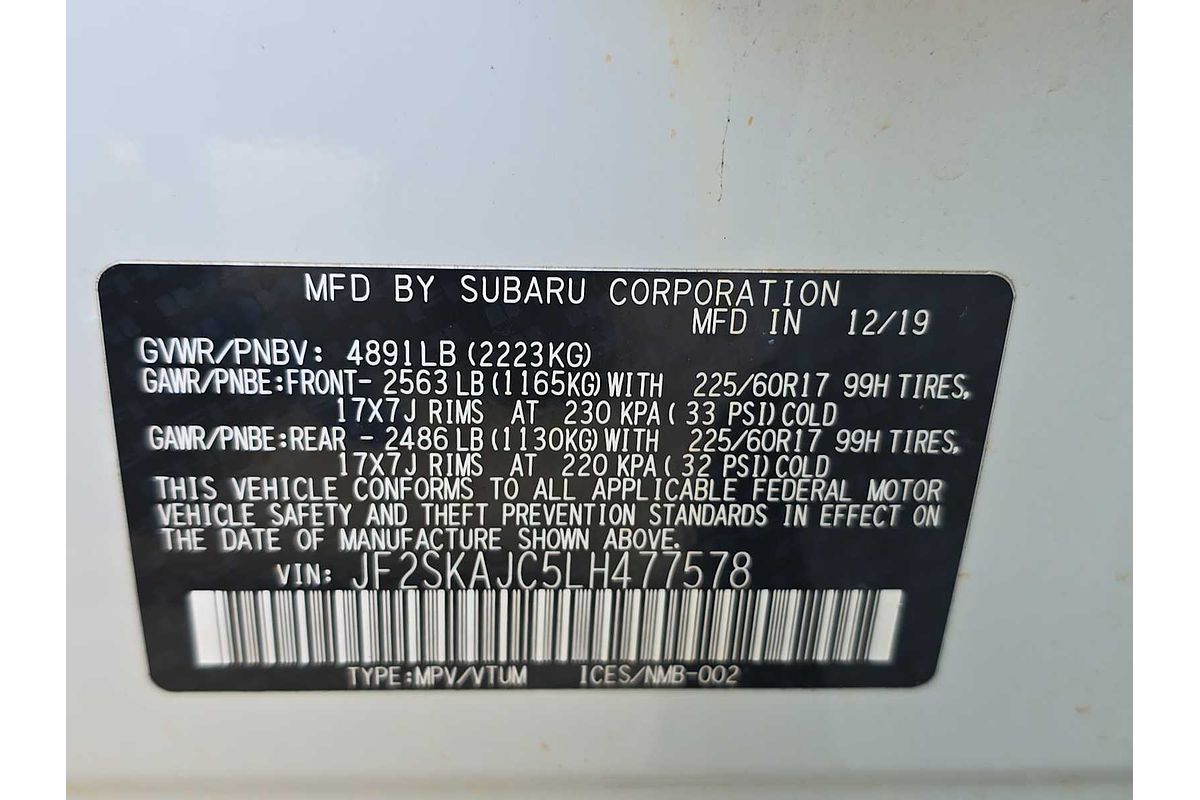 MFD BY SUBARU CORPORATION
MFD IN 12/19
GVWR/PNBV: 4891LB (2223KG)
GAWR/PNBE:FRONT- 2563 LB (1165KG) WITH 225/60R17 99H TIRES,
17X7J RIMS AT 230 KPA ( 33 PSI) COLD
GAWR/PNBE:REAR - 2486 LB (1130KG) WITH 225/60R17 99H TIRES,
17X7J RIMS AT 220 KPA ( 32 PSI) COLD
THIS VEHICLE CONFORMS TO ALL APPLICABLE FEDERAL MOTOR
VEHICLE SAFETY AND THEFT PREVENTION STANDARDS IN EFFECT ON
THE DATE OF MANUFACTURE SHOWN ABOVE.
VIN: JF2SKAJC5LH477578
TYPE:MPV/VTUM ICES/NMB-002